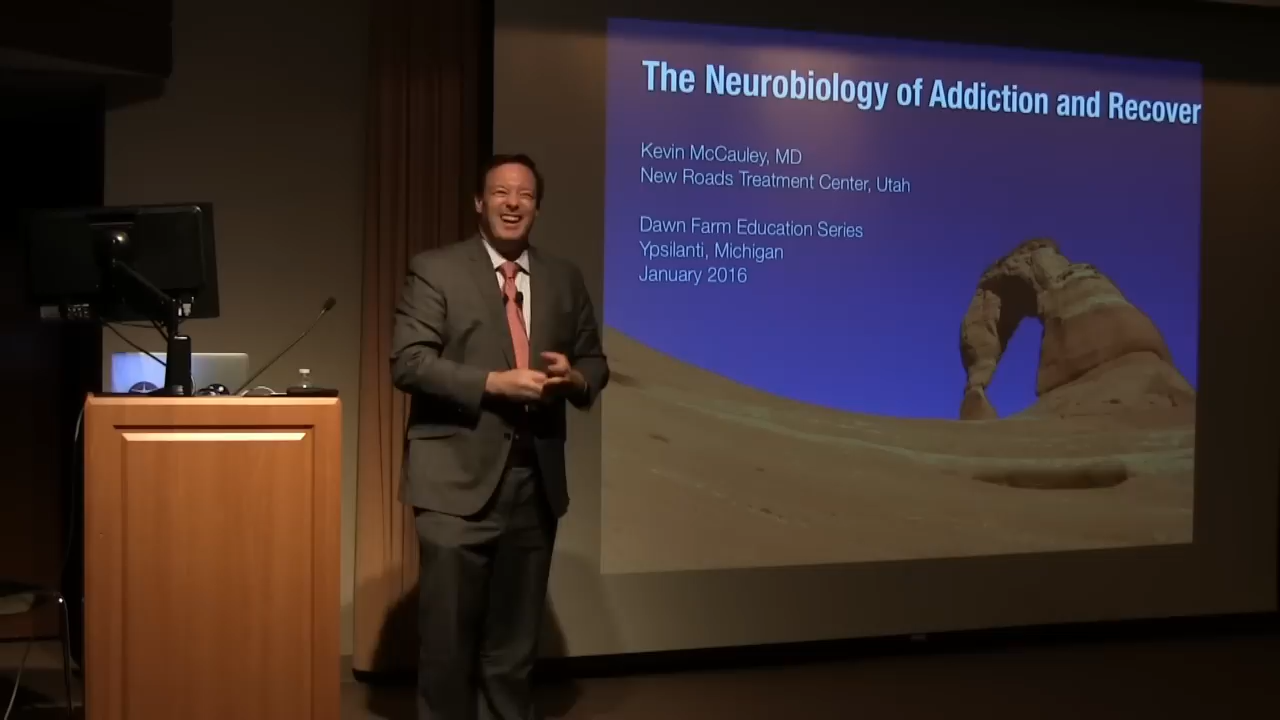 The Neurobiology of Addiction and Recover
Kevin McCauley, MD
New Roads Treatment Center, Utah
Dawn Farm Education Series
Ypsilanti, Michigan
January 2016